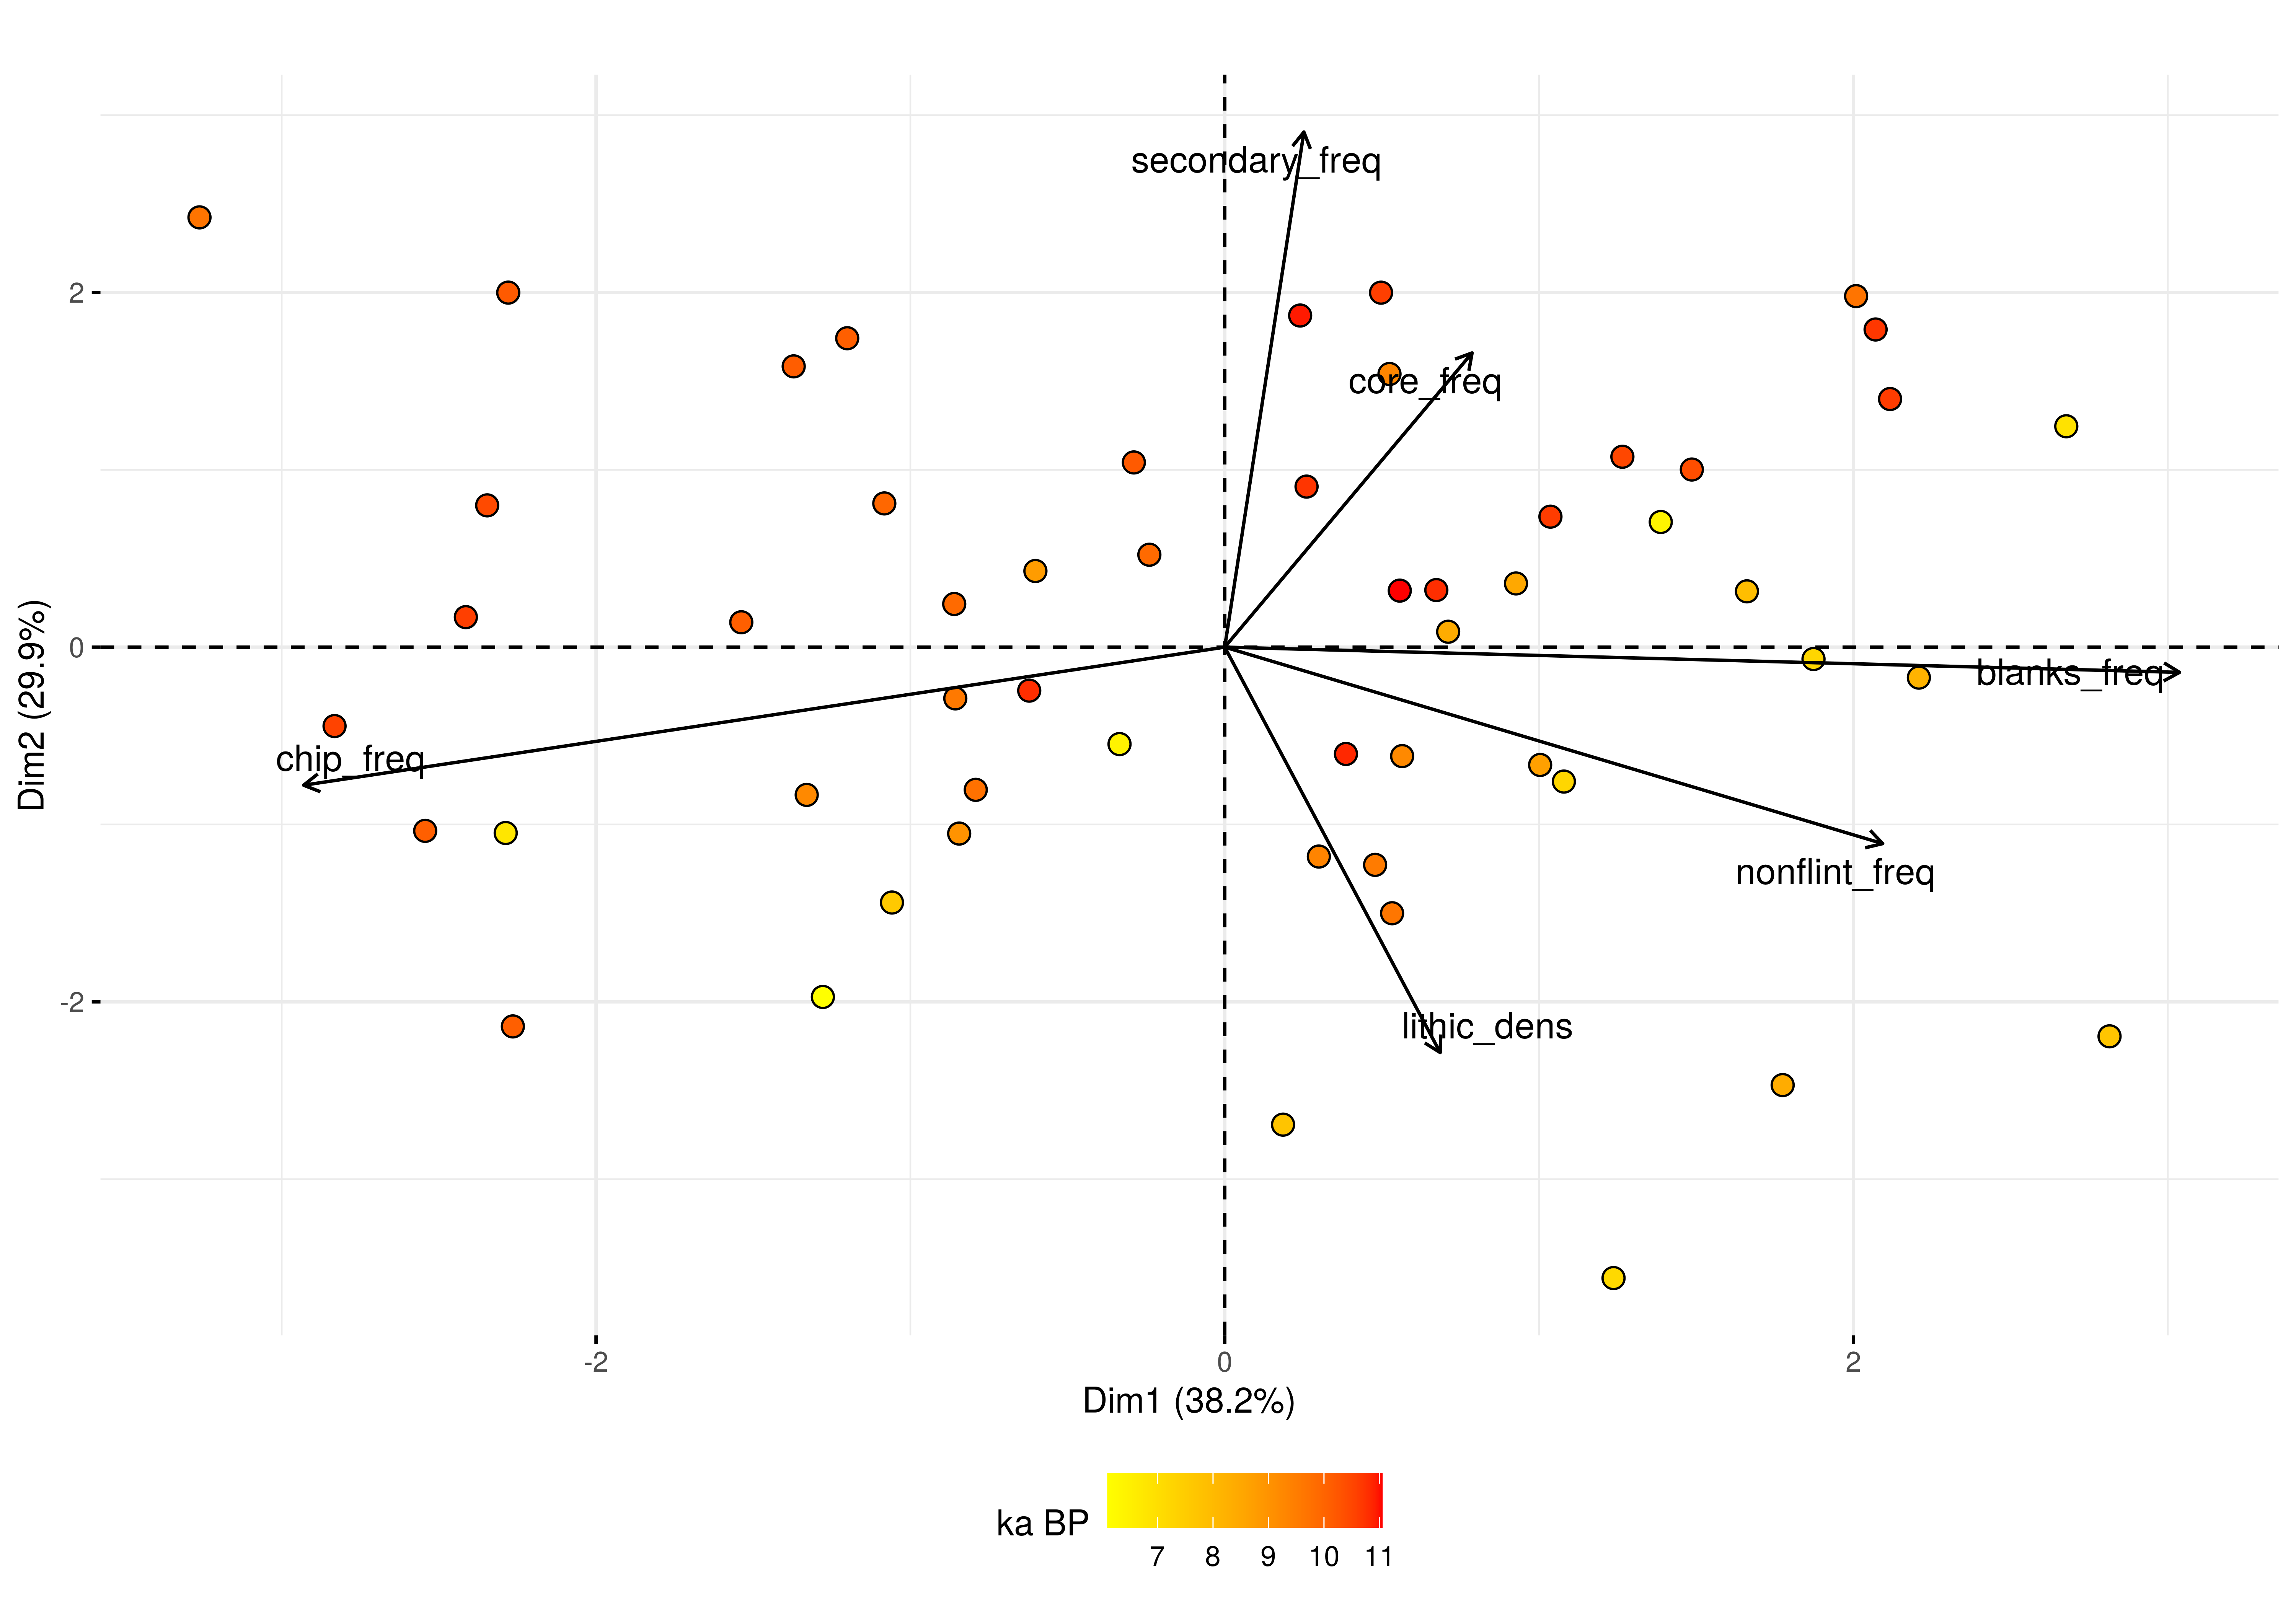 secondary_freq
2
core_freq
0
blanks_freq
chip_freq
nonflint_freq
-2
lithic_dens
Dim2 (29.9%)
-2 0 2
Dim1 (38.2%)
ka BP
7 8 9 10 11